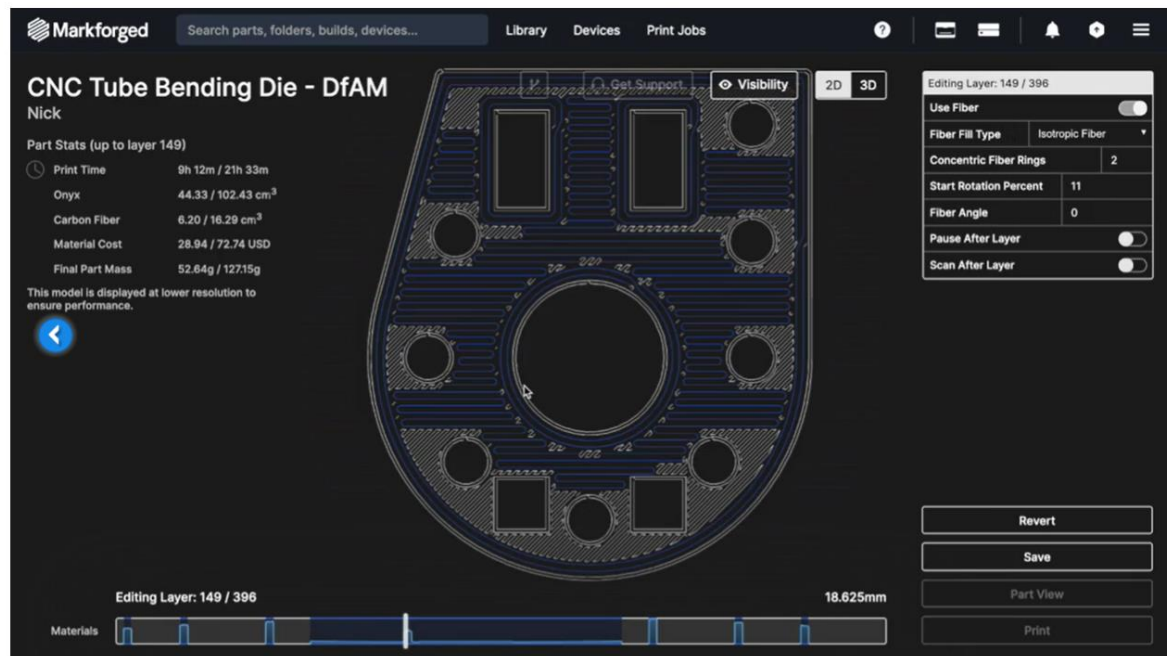 Markforged
Search parts, folders, builds, devices...
Library
Devices
Print Jobs
?
CNC Tube Bending Die - DfAM
Nick
Get Support
Visibility
2D
3D
Part Stats (up to layer 149)
Print Time 9h 12m / 21h 33m
Onyx 44.33 / 102.43 cm³
Carbon Fiber 6.20 / 16.29 cm³
Material Cost 28.94 / 72.74 USD
Final Part Mass 52.64g / 127.15g
This model is displayed at lower resolution to
ensure performance.
Editing Layer: 149 / 396
Use Fiber
Fiber Fill Type Isotropic Fiber
Concentric Fiber Rings 2
Start Rotation Percent 11
Fiber Angle 0
Pause After Layer
Scan After Layer
Revert
Save
Part View
Print
Editing Layer: 149 / 396
18.625mm
Materials